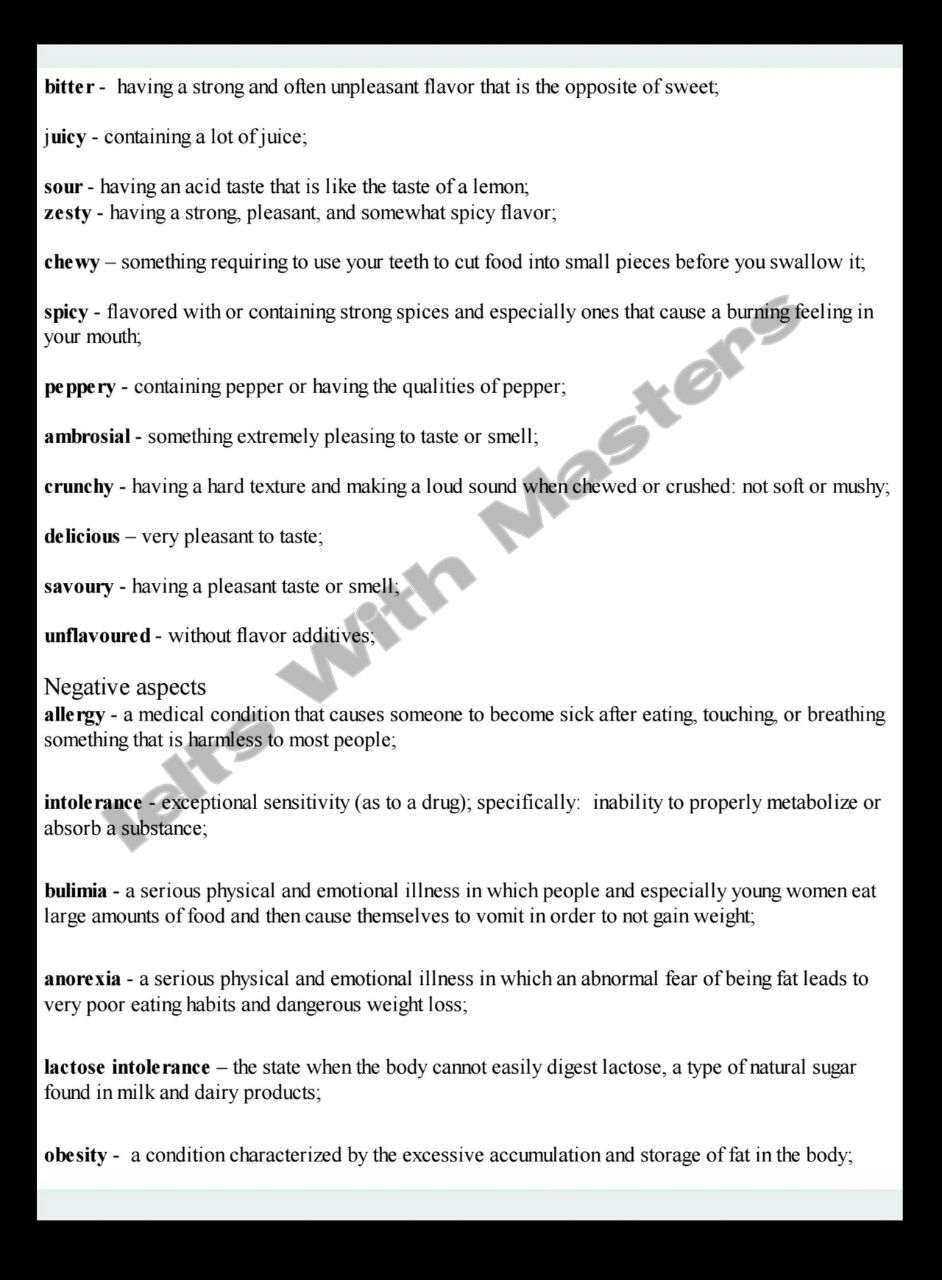 bitter - having a strong and often unpleasant flavor that is the opposite of sweet;
juicy - containing a lot of juice;
sour - having an acid taste that is like the taste of a lemon;
zesty - having a strong, pleasant, and somewhat spicy flavor;
chewy – something requiring to use your teeth to cut food into small pieces before you swallow it;
spicy - flavored with or containing strong spices and especially ones that cause a burning feeling in
your mouth;
peppery - containing pepper or having the qualities of pepper;
ambrosial - something extremely pleasing to taste or smell;
crunchy - having a hard texture and making a loud sound when chewed or crushed: not soft or mushy;
delicious – very pleasant to taste;
savoury - having a pleasant taste or smell;
unflavoured - without flavor additives;
Negative aspects
allergy - a medical condition that causes someone to become sick after eating, touching, or breathing
something that is harmless to most people;
intolerance - exceptional sensitivity (as to a drug); specifically: inability to properly metabolize or
absorb a substance;
bulimia - a serious physical and emotional illness in which people and especially young women eat
large amounts of food and then cause themselves to vomit in order to not gain weight;
anorexia - a serious physical and emotional illness in which an abnormal fear of being fat leads to
very poor eating habits and dangerous weight loss;
lactose intolerance – the state when the body cannot easily digest lactose, a type of natural sugar
found in milk and dairy products;
obesity - a condition characterized by the excessive accumulation and storage of fat in the body;
Ielts With Masters